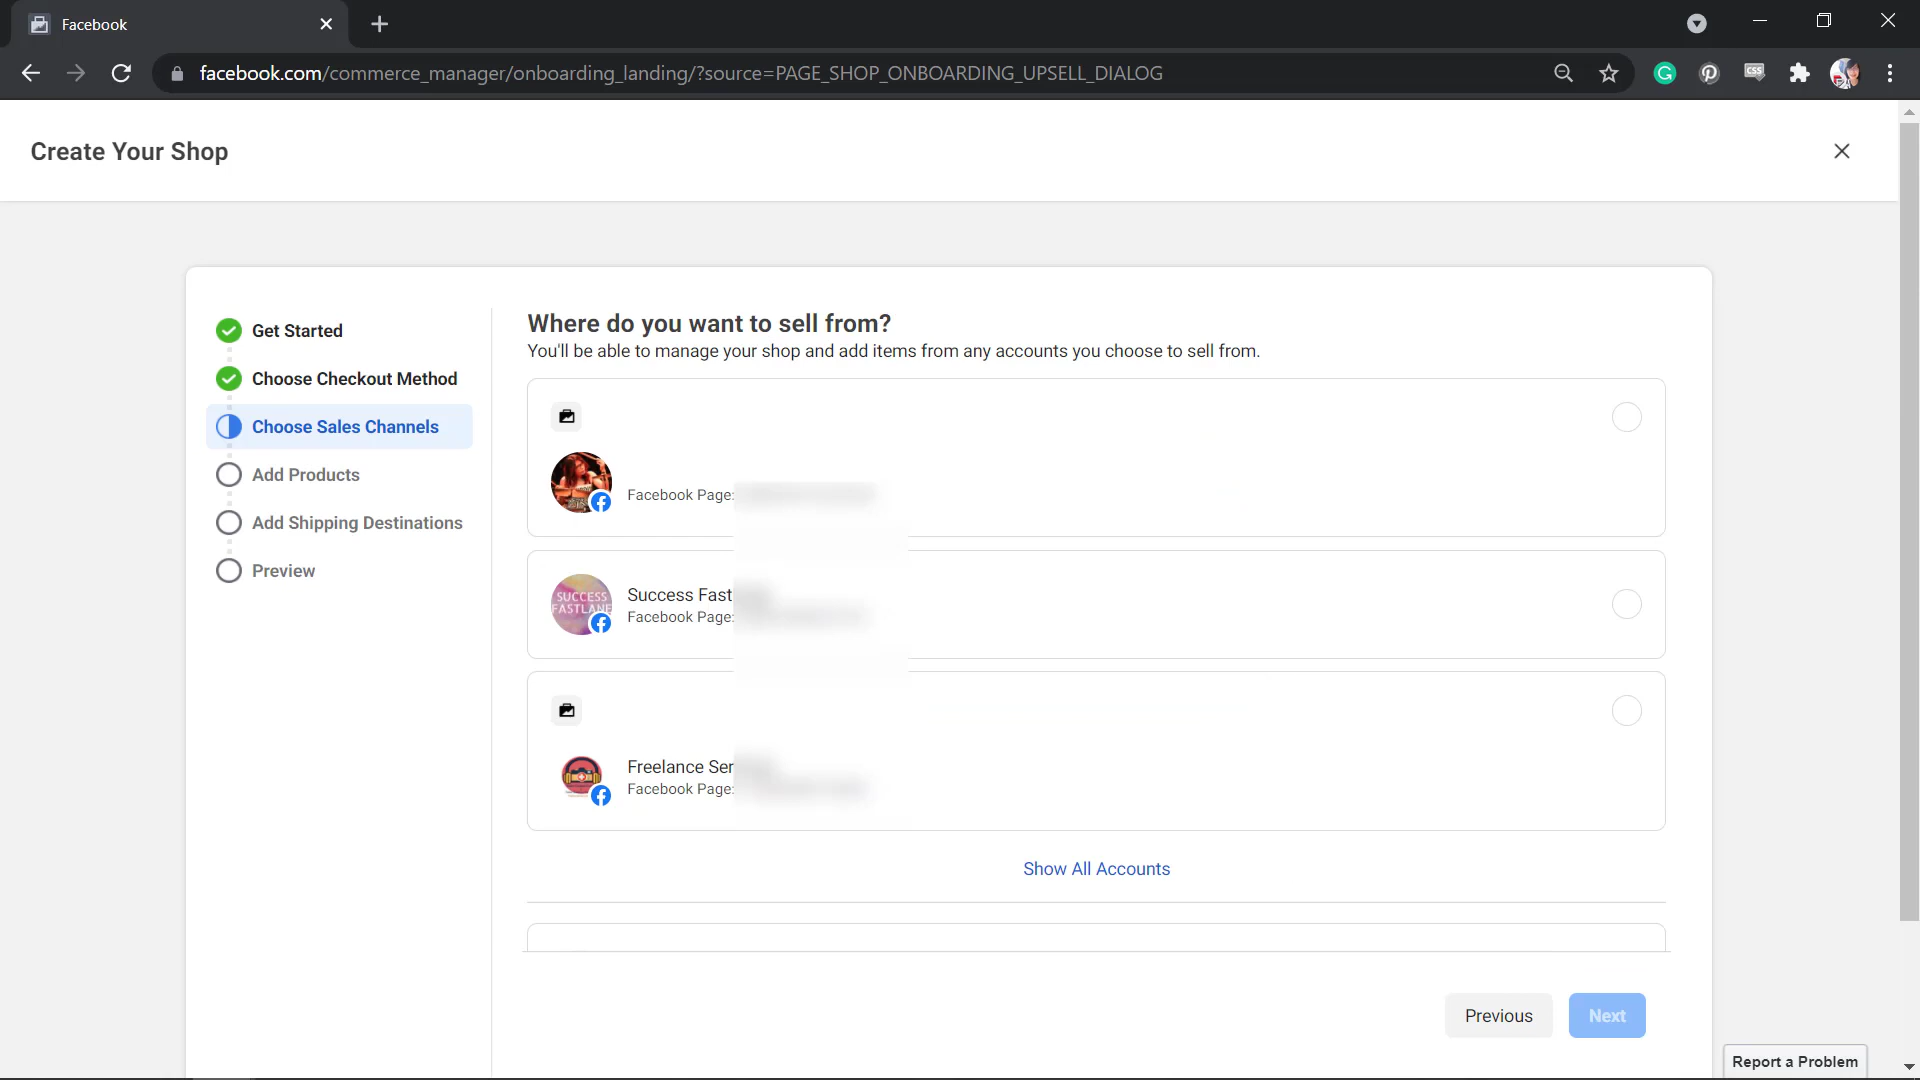 Facebook
facebook.com/commerce_manager/onboarding_landing/?source=PAGE_SHOP_ONBOARDING_UPSELL_DIALOG
Create Your Shop
Get Started
Choose Checkout Method
Choose Sales Channels
Add Products
Add Shipping Destinations
Preview
Where do you want to sell from?
You'll be able to manage your shop and add items from any accounts you choose to sell from.
Facebook Page:
SUCCESS
FASTLANE
Success Fast
Facebook Page:
Freelance Ser
Facebook Page:
Show All Accounts
Previous
Next
Report a Problem